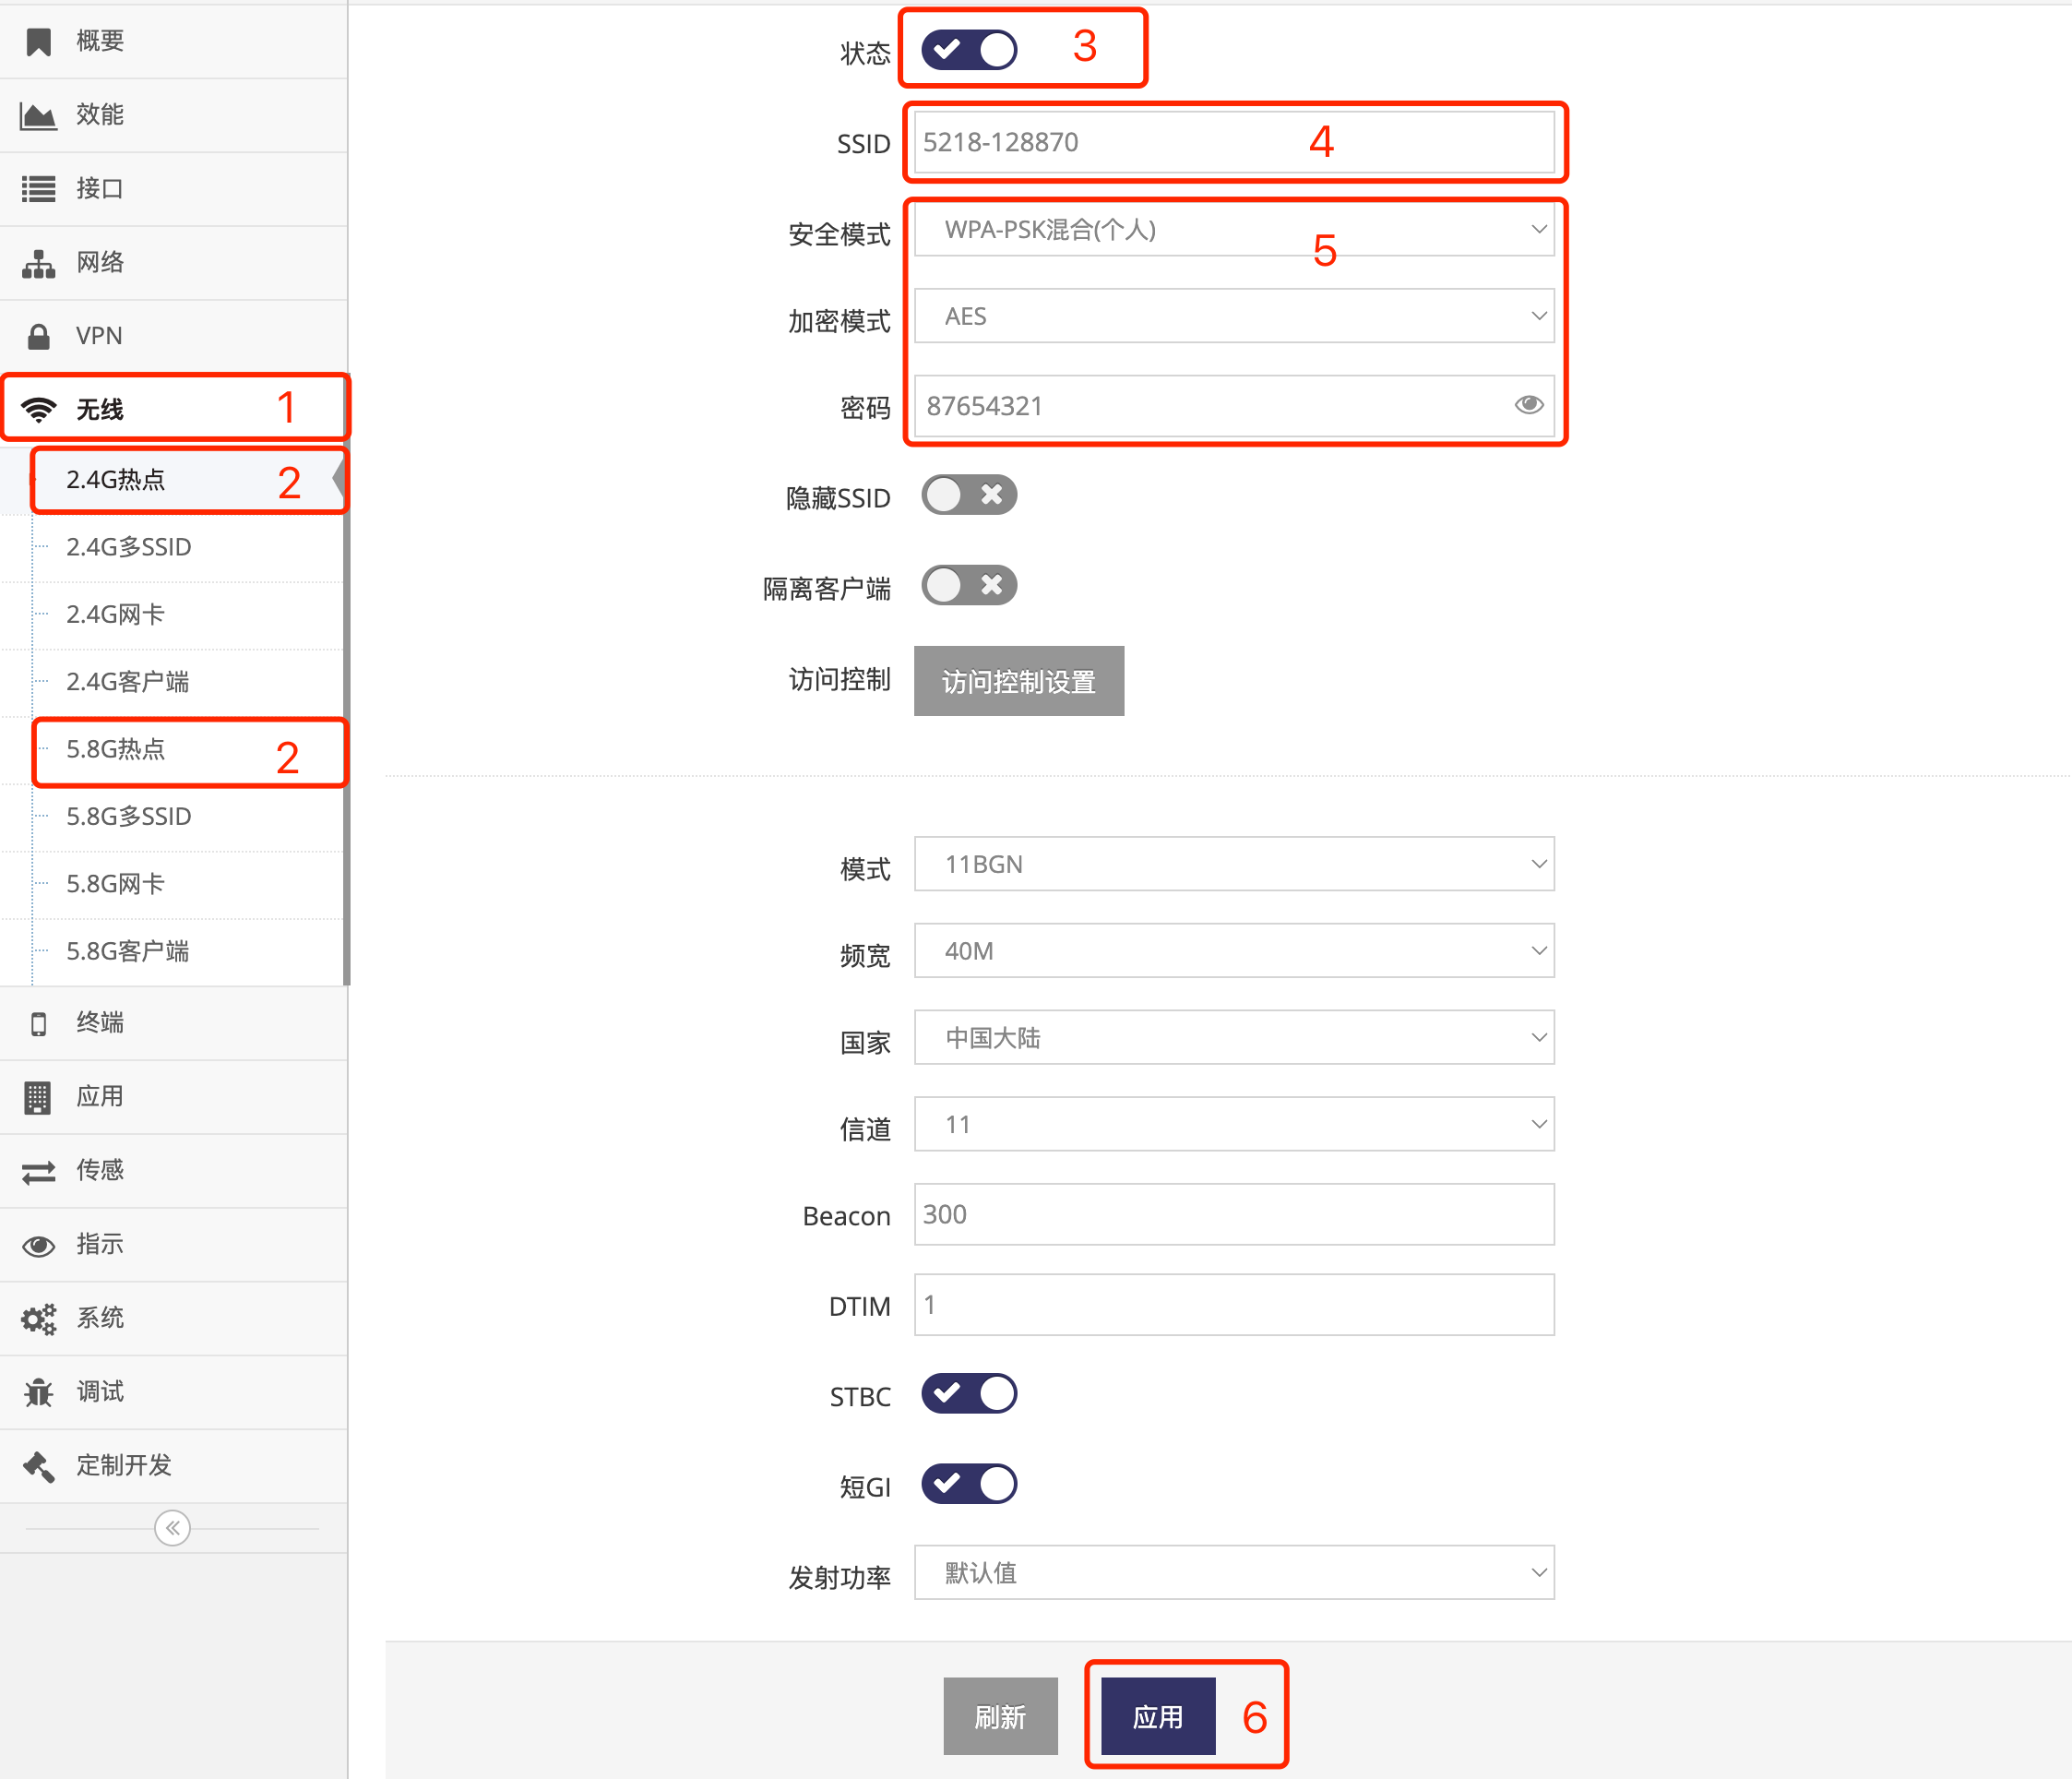 概要
效能
接口
网络
VPN
无线 1
2.4G热点 2
2.4G多SSID
2.4G网卡
2.4G客户端
5.8G热点 2
5.8G多SSID
5.8G网卡
5.8G客户端
终端
应用
传感
指示
系统
调试
定制开发
状态 3
SSID 5218-128870 4
安全模式 WPA-PSK混合(个人) 5
加密模式 AES
密码 87654321
隐藏SSID
隔离客户端
访问控制 访问控制设置
模式 11BGN
频宽 40M
国家 中国大陆
信道 11
Beacon 300
DTIM 1
STBC
短GI
发射功率 默认值
刷新 应用 6